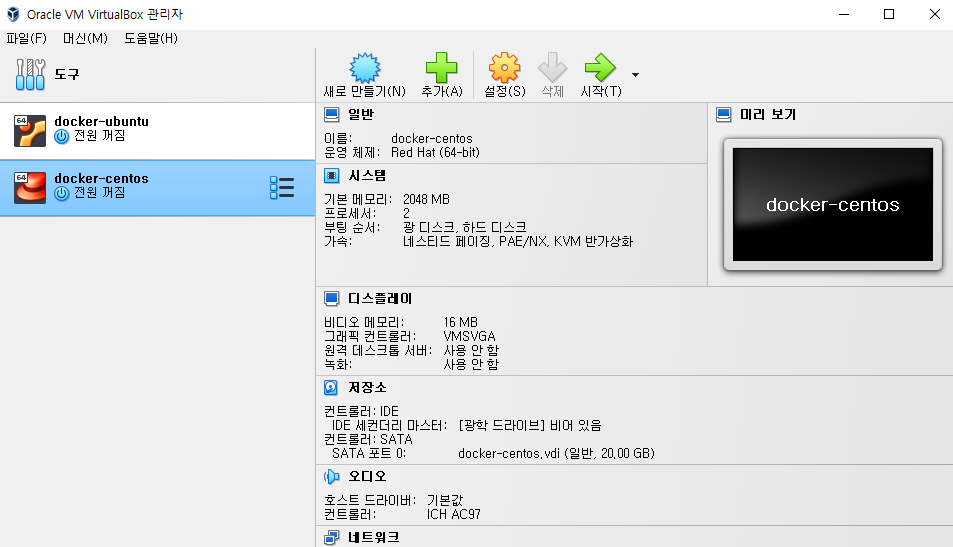 Oracle VM VirtualBox 관리자
파일(F) 머신(M) 도움말(H)
도구
새로 만들기(N) 추가(A) 설정(S) 삭제 시작(T)
64 docker-ubuntu
전원 꺼짐
64 docker-centos
전원 꺼짐
일반
이름: docker-centos
운영 체제: Red Hat (64-bit)
미리 보기
docker-centos
시스템
기본 메모리: 2048 MB
프로세서: 2
부팅 순서: 광 디스크, 하드 디스크
가속: 네스티드 페이징, PAE/NX, KVM 반가상화
디스플레이
비디오 메모리: 16 MB
그래픽 컨트롤러: VMSVGA
원격 데스크톱 서버: 사용 안 함
녹화: 사용 안 함
저장소
컨트롤러: IDE
IDE 세컨더리 마스터: [광학 드라이브] 비어 있음
컨트롤러: SATA
SATA 포트 0: docker-centos.vdi (일반, 20.00 GB)
오디오
호스트 드라이버: 기본값
컨트롤러: ICH AC97
네트워크